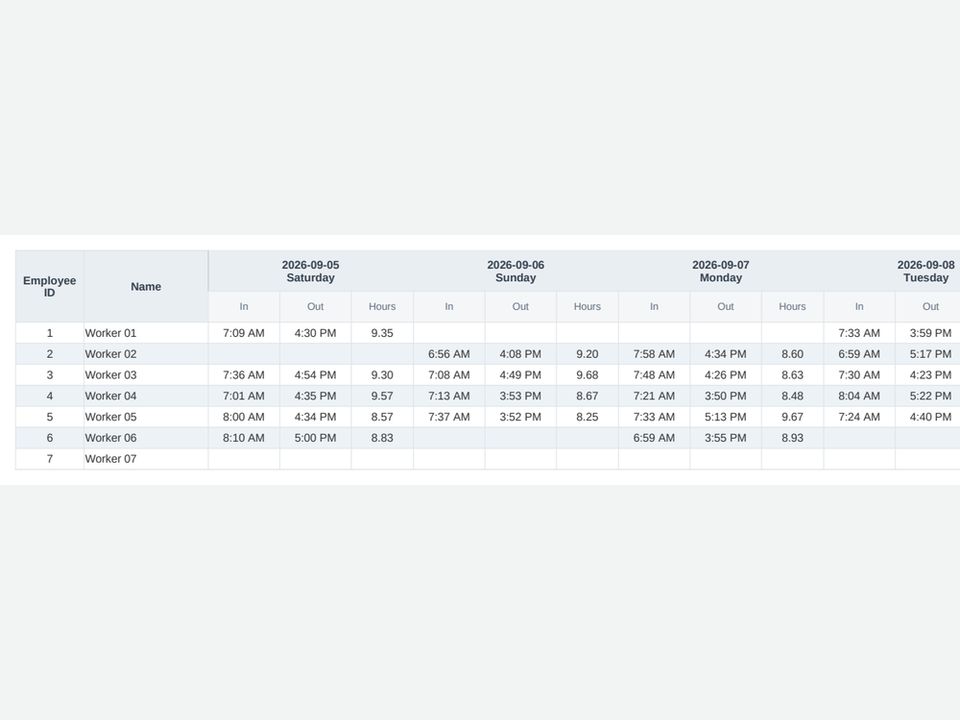 Employee ID Name 2026-09-05 Saturday 2026-09-06 Sunday 2026-09-07 Monday 2026-09-08 Tuesday
In Out Hours In Out Hours In Out Hours In Out
1 Worker 01 7:09 AM 4:30 PM 9.35 7:33 AM 3:59 PM
2 Worker 02 6:56 AM 4:08 PM 9.20 7:58 AM 4:34 PM 8.60 6:59 AM 5:17 PM
3 Worker 03 7:36 AM 4:54 PM 9.30 7:08 AM 4:49 PM 9.68 7:48 AM 4:26 PM 8.63 7:30 AM 4:23 PM
4 Worker 04 7:01 AM 4:35 PM 9.57 7:13 AM 3:53 PM 8.67 7:21 AM 3:50 PM 8.48 8:04 AM 5:22 PM
5 Worker 05 8:00 AM 4:34 PM 8.57 7:37 AM 3:52 PM 8.25 7:33 AM 5:13 PM 9.67 7:24 AM 4:40 PM
6 Worker 06 8:10 AM 5:00 PM 8.83 6:59 AM 3:55 PM 8.93
7 Worker 07